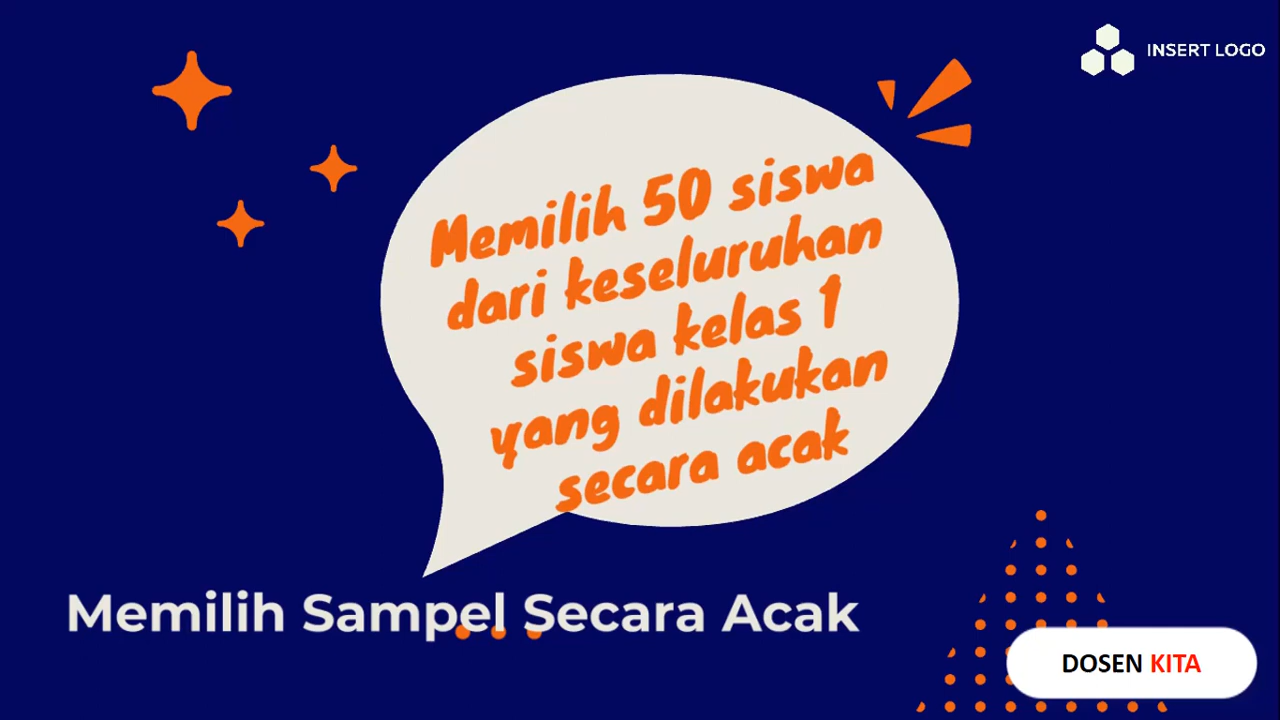 INSERT LOGO
Memilih 50 siswa
dari keseluruhan
siswa kelas 1
yang dilakukan
secara acak
Memilih Sampel Secara Acak
DOSEN KITA